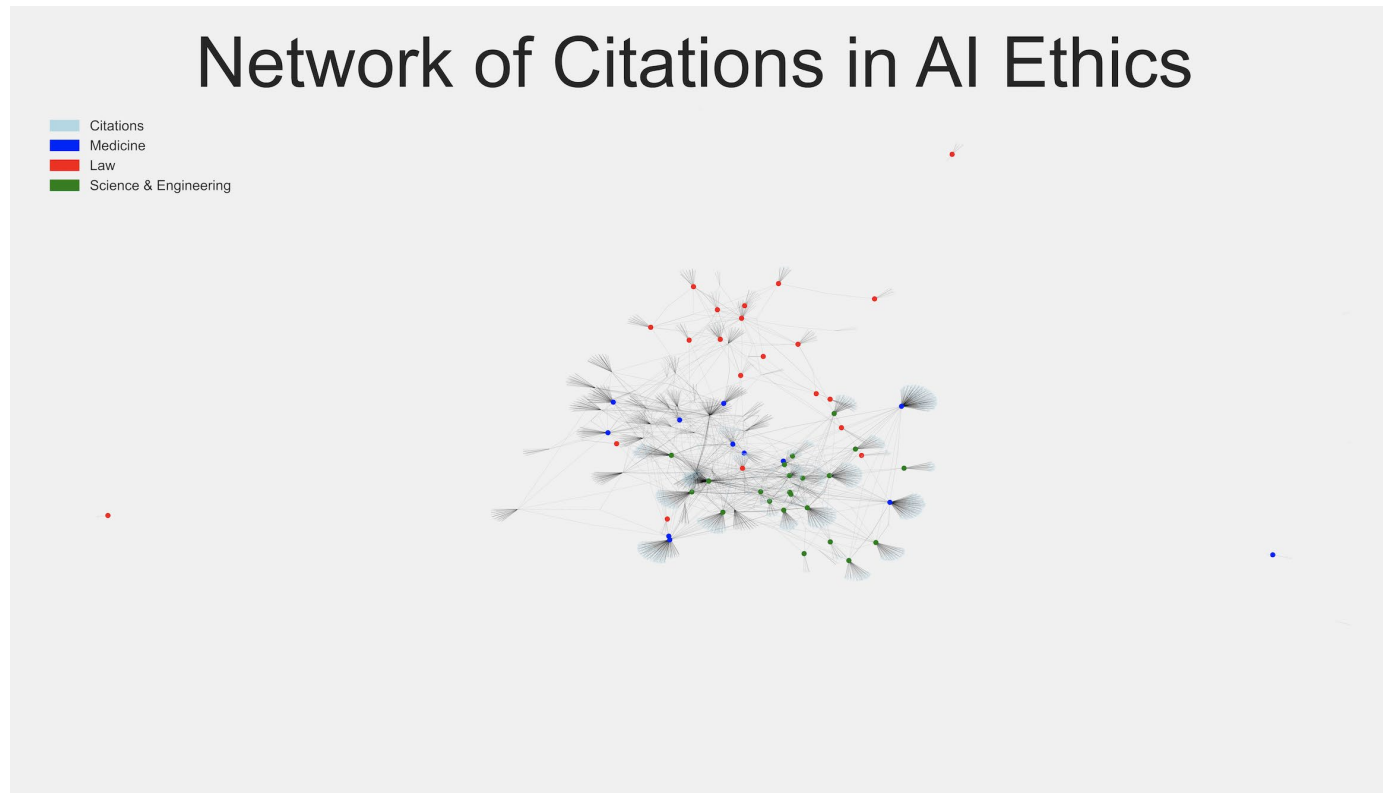 Network of Citations in AI Ethics
Citations
Medicine
Law
Science & Engineering